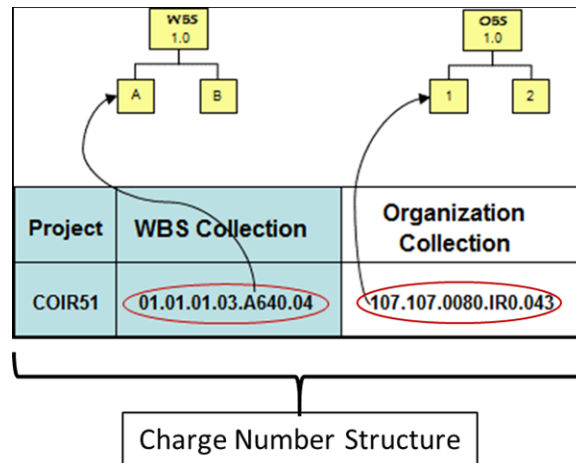 WBS
1.0
OBS
1.0
A
B
1
2
Project
WBS Collection
Organization
Collection
COIR51
01.01.01.03.A640.04
107.107.0080.IR0.043
Charge Number Structure